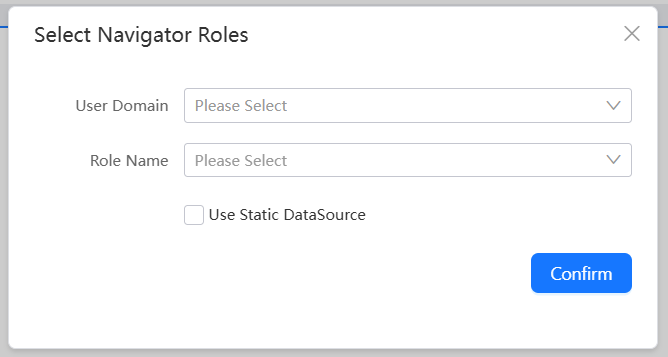 Select Navigator Roles
User Domain Please Select
Role Name Please Select
Use Static DataSource
Confirm